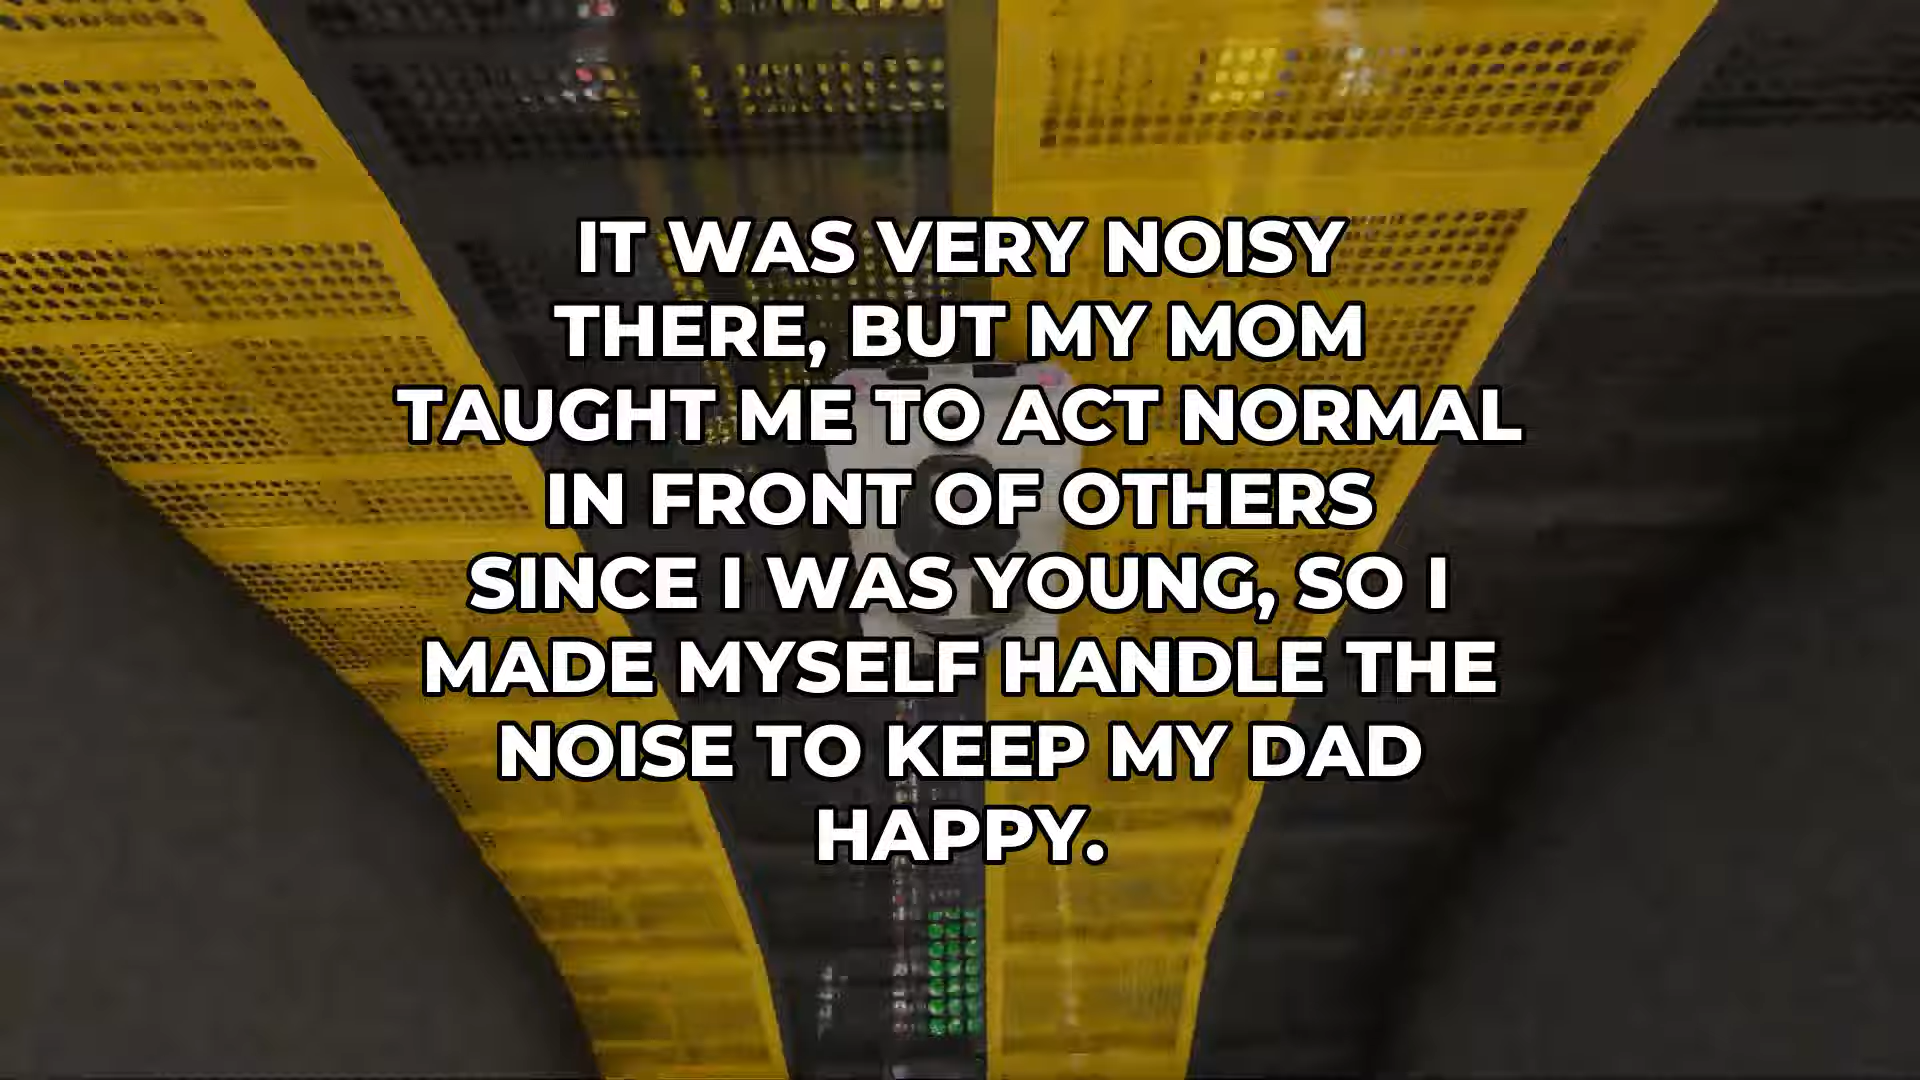 IT WAS VERY NOISY
THERE, BUT MY MOM
TAUGHT ME TO ACT NORMAL
IN FRONT OF OTHERS
SINCE I WAS YOUNG, SO I
MADE MYSELF HANDLE THE
NOISE TO KEEP MY DAD
HAPPY.